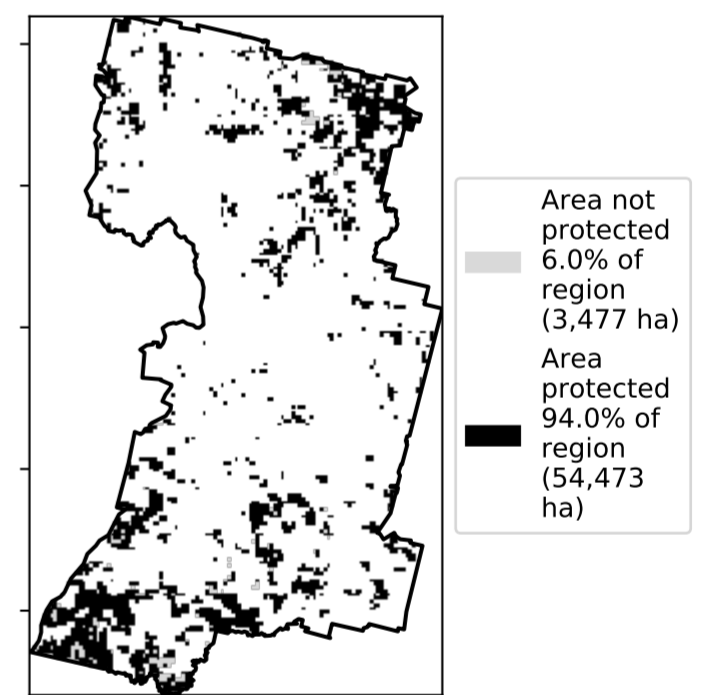 Area not
protected
6.0% of
region
(3,477 ha)
Area
protected
94.0% of
region
(54,473
ha)